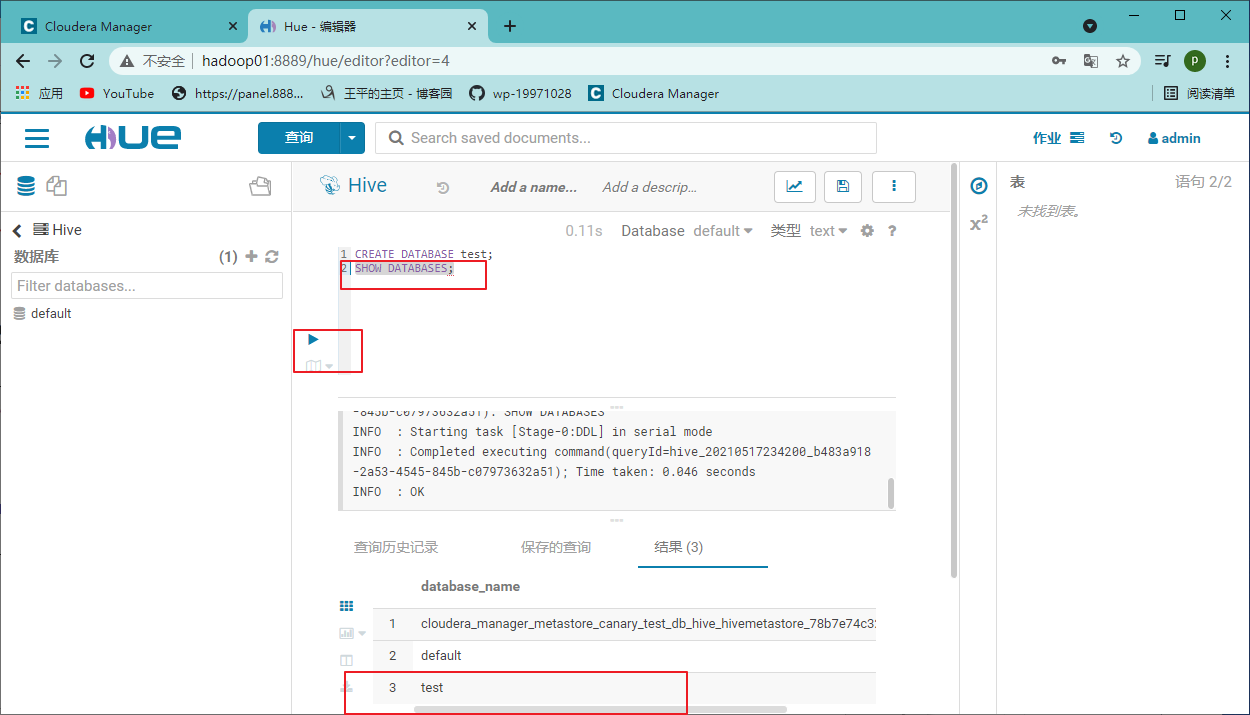 Cloudera Manager
Hue - 编辑器
不安全
hadoop01:8889/hue/editor?editor=4
P
应用
YouTube
https://panel.888...
王平的主页 - 博客园
wp-19971028
Cloudera Manager
阅读清单
HUE
查询
Search saved documents...
作业
admin
Hive
Add a name...
Add a descrip...
表
语句 2/2
未找到表。
Hive
数据库
(1)
Filter databases...
default
0.11s
Database default
类型 text
?
1 CREATE DATABASE test;
2 SHOW DATABASES;
x²
-845b-c07973632a51): SHOW DATABASES
INFO : Starting task [Stage-0:DDL] in serial mode
INFO : Completed executing command(queryId=hive_20210517234200_b483a918
-2a53-4545-845b-c07973632a51); Time taken: 0.046 seconds
INFO : OK
查询历史记录
保存的查询
结果 (3)
database_name
1 cloudera_manager_metastore_canary_test_db_hive_hivemetastore_78b7e74c3
2 default
3 test